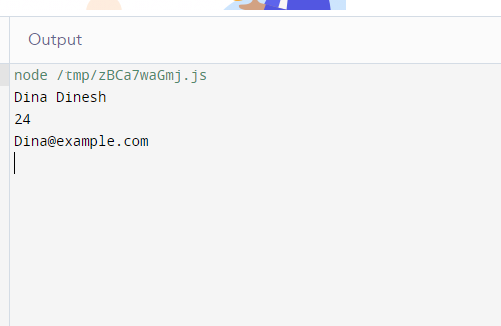 Output
node /tmp/zBCa7waGmj.js
Dina Dinesh
24
Dina@example.com